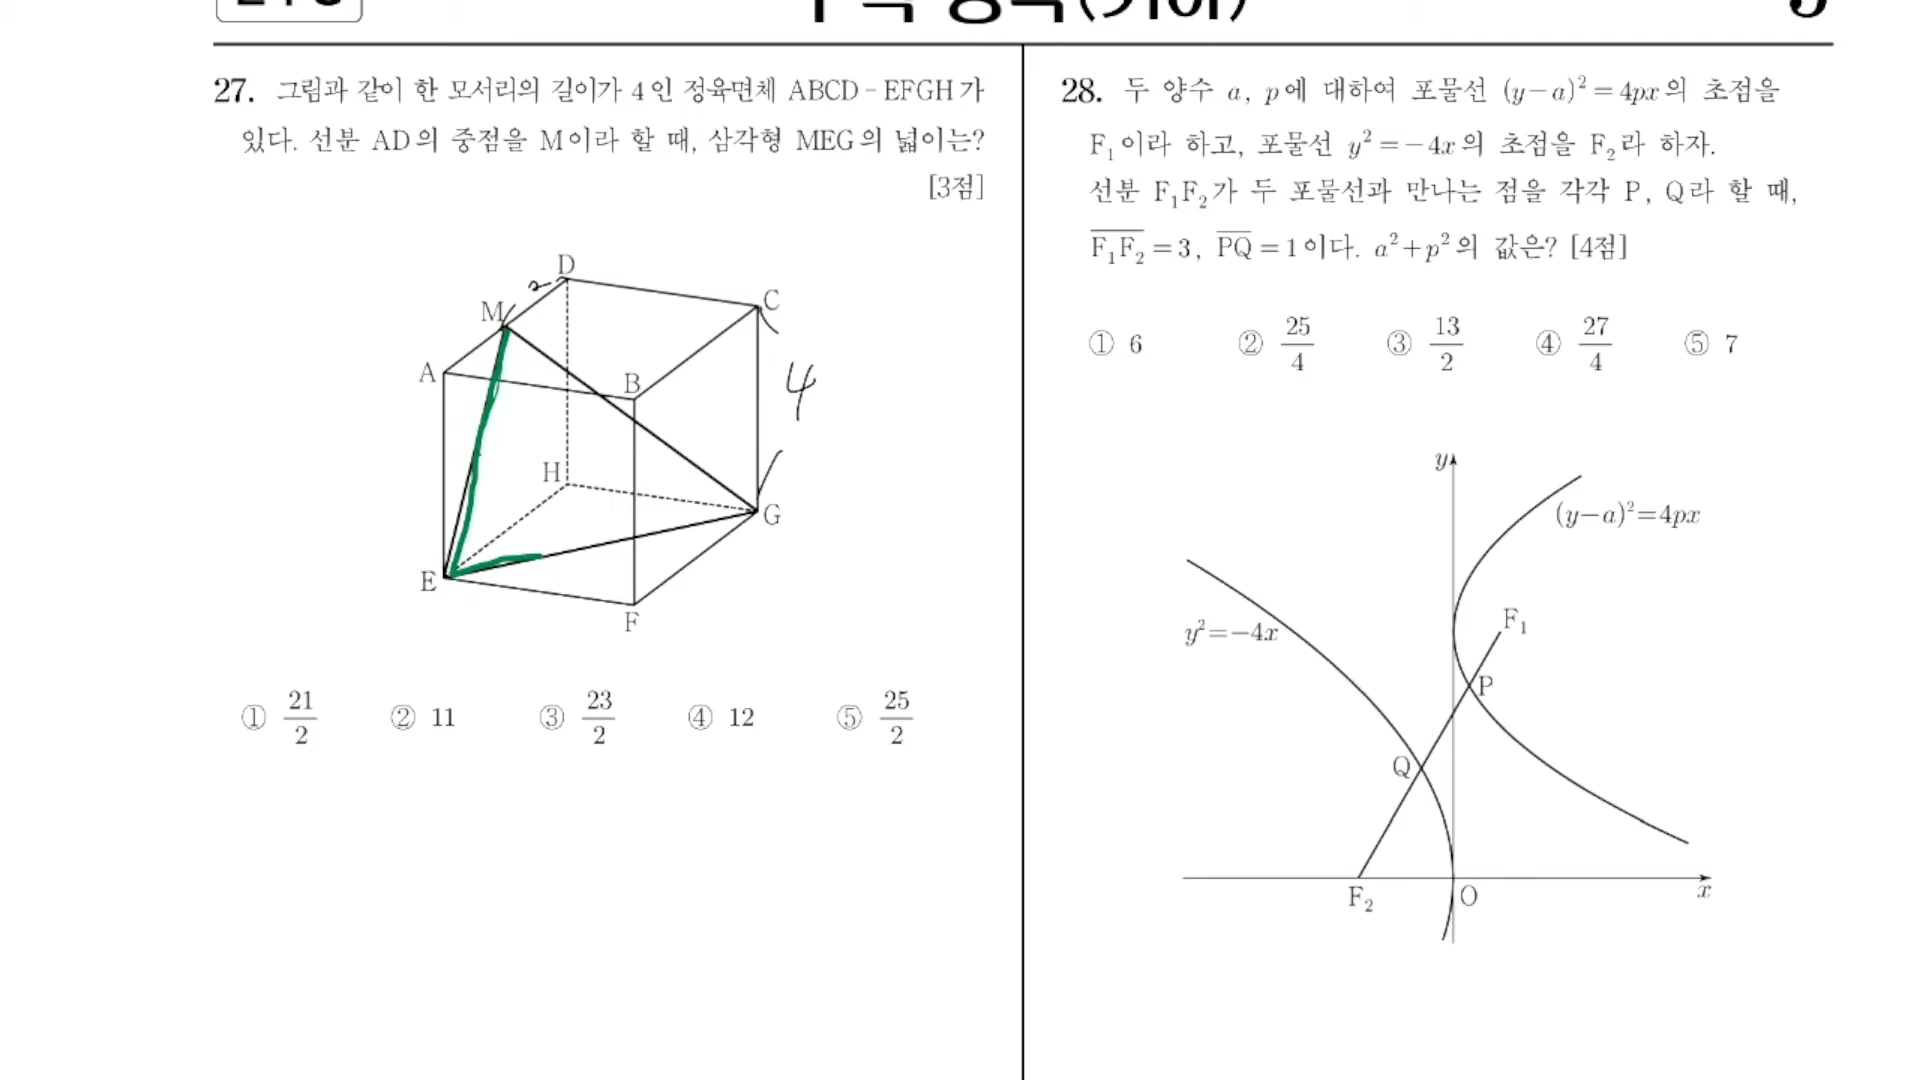 27. 그림과 같이 한 모서리의 길이가 4인 정육면체 ABCD-EFGH가
있다. 선분 AD의 중점을 M이라 할 때, 삼각형 MEG의 넓이는?
[3점]
D
C
M
A
B
4
H
G
E
F
① 21/2 ② 11 ③ 23/2 ④ 12 ⑤ 25/2
28. 두 양수 a, p에 대하여 포물선 (y-a)²=4px의 초점을
F₁이라 하고, 포물선 y²=-4x의 초점을 F₂라 하자.
선분 F₁F₂가 두 포물선과 만나는 점을 각각 P, Q라 할 때,
F₁F₂=3, PQ=1이다. a²+p²의 값은? [4점]
① 6 ② 25/4 ③ 13/2 ④ 27/4 ⑤ 7
y
(y-a)²=4px
F₁
y²=-4x
P
Q
F₂
O
x